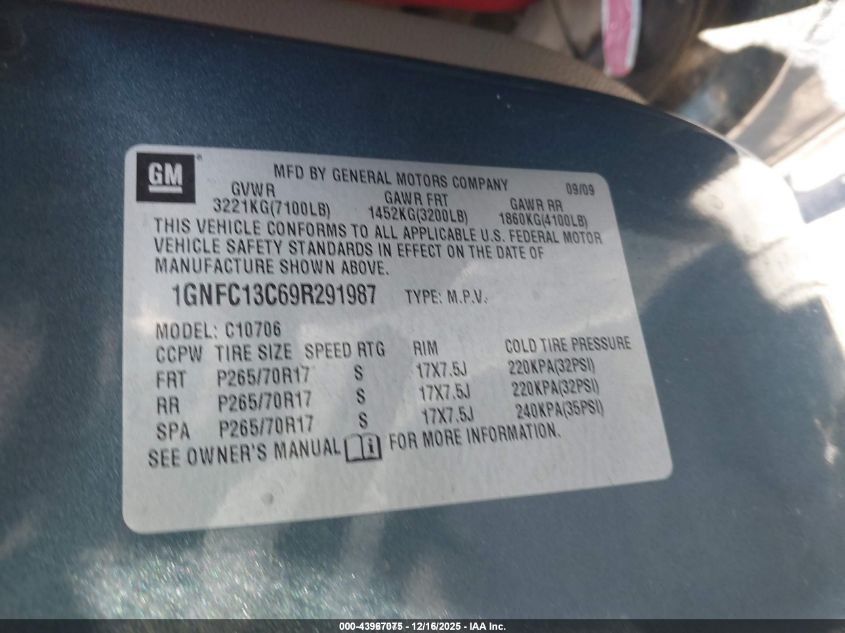 GM
MFD BY GENERAL MOTORS COMPANY 09/09
GVWR GAWR FRT GAWR RR
3221KG(7100LB) 1452KG(3200LB) 1860KG(4100LB)
THIS VEHICLE CONFORMS TO ALL APPLICABLE U.S. FEDERAL MOTOR
VEHICLE SAFETY STANDARDS IN EFFECT ON THE DATE OF
MANUFACTURE SHOWN ABOVE.
1GNFC13C69R291987 TYPE: M.P.V.
MODEL: C10706
CCPW TIRE SIZE SPEED RTG RIM COLD TIRE PRESSURE
FRT P265/70R17 S 17X7.5J 220KPA(32PSI)
RR P265/70R17 S 17X7.5J 220KPA(32PSI)
SPA P265/70R17 S 17X7.5J 240KPA(35PSI)
SEE OWNER'S MANUAL i FOR MORE INFORMATION.
000-43967075 - 12/16/2025 - IAA Inc.